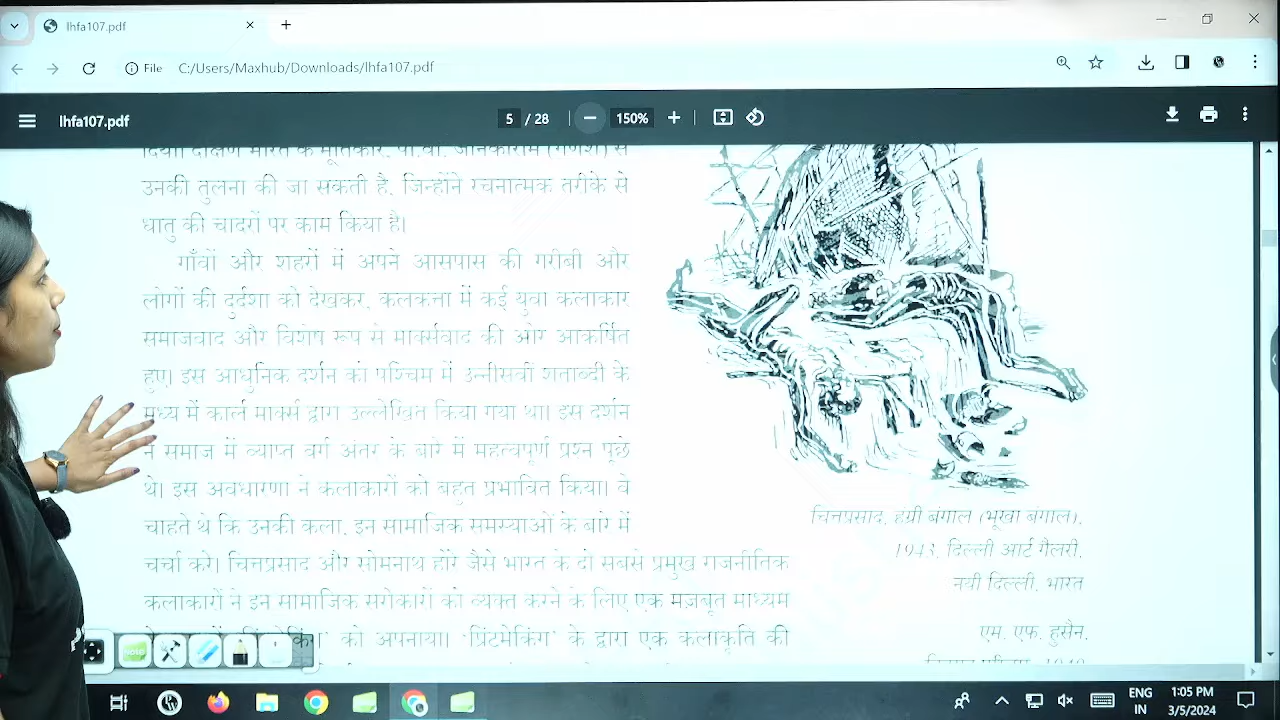 lhfa107.pdf
File C:/Users/Maxhub/Downloads/lhfa107.pdf
lhfa107.pdf
5 / 28
150%
दिया। दक्षिण भारत के मूर्तिकार, पी.वी. जानकीराम (गणेश) से
उनकी तुलना की जा सकती है, जिन्होंने रचनात्मक तरीके से
धातु की चादरों पर काम किया है।
गाँवों और शहरों में अपने आसपास की गरीबी और
लोगों की दुर्दशा को देखकर, कलकत्ता में कई युवा कलाकार
समाजवाद और विशेष रूप से मार्क्सवाद की ओर आकर्षित
हुए। इस आधुनिक दर्शन को पश्चिम में उन्नीसवीं शताब्दी के
मध्य में कार्ल मार्क्स द्वारा उल्लेखित किया गया था। इस दर्शन
ने समाज में व्याप्त वर्ग अंतर के बारे में महत्वपूर्ण प्रश्न पूछे
थे। इस अवधारणा ने कलाकारों को बहुत प्रभावित किया। वे
चाहते थे कि उनकी कला, इन सामाजिक समस्याओं के बारे में
चर्चा करे। चित्तप्रसाद और सोमनाथ होरे जैसे भारत के दो सबसे प्रमुख राजनीतिक
कलाकारों ने इन सामाजिक सरोकारों को व्यक्त करने के लिए एक मज़बूत माध्यम
को अपनाया। 'प्रिंटमेकिंग' के द्वारा एक कलाकृति की
चित्तप्रसाद, हंग्री बंगाल (भूखा बंगाल),
1943, दिल्ली आर्ट गैलरी,
नयी दिल्ली, भारत
एम. एफ. हुसैन,
ENG
IN
1:05 PM
3/5/2024